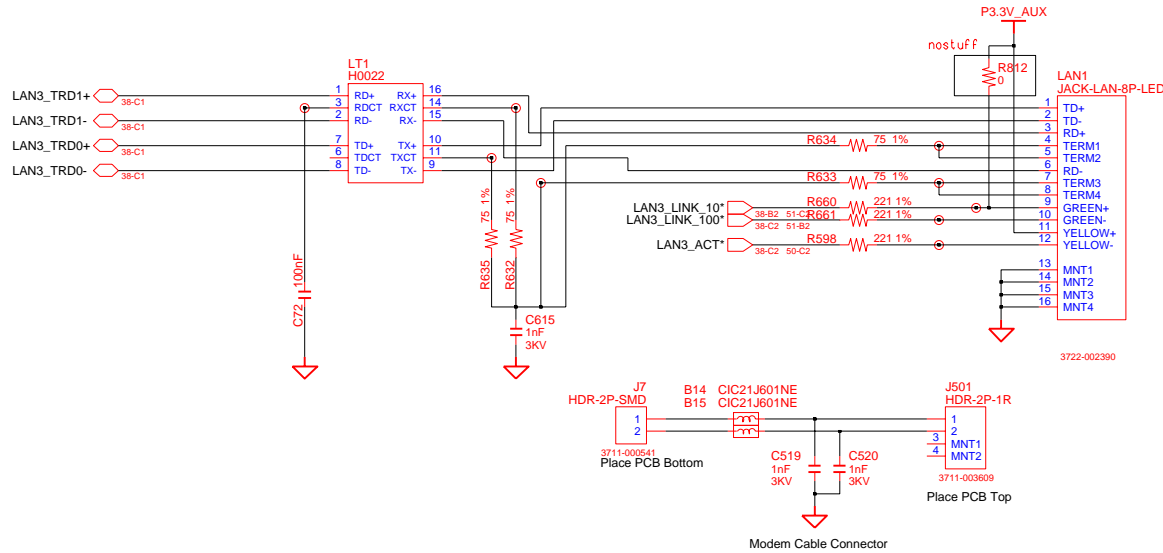 P3.3V_AUX
nostuff
R812
0
LT1
H0022
LAN1
JACK-LAN-8P-LED
LAN3_TRD1+
38-C1
LAN3_TRD1-
38-C1
LAN3_TRD0+
38-C1
LAN3_TRD0-
38-C1
1 RD+ RX+ 16
3 RDCT RXCT 14
2 RD- RX- 15
7 TD+ TX+ 10
6 TDCT TXCT 11
8 TD- TX- 9
1 TD+
2 TD-
3 RD+
4 TERM1
5 TERM2
6 RD-
7 TERM3
8 TERM4
9 GREEN+
10 GREEN-
11 YELLOW+
12 YELLOW-
13 MNT1
14 MNT2
15 MNT3
16 MNT4
3722-002390
R634 75 1%
R633 75 1%
LAN3_LINK_10* R660 221 1%
38-B2 51-C2
LAN3_LINK_100* R661 221 1%
38-C2 51-B2
LAN3_ACT* R598 221 1%
38-C2 50-C2
75 1%
R635
75 1%
R632
100nF
C72
C615
1nF
3KV
J7
HDR-2P-SMD
1
2
3711-000541
Place PCB Bottom
B14 CIC21J601NE
B15 CIC21J601NE
C519
1nF
3KV
C520
1nF
3KV
J501
HDR-2P-1R
1
2
3 MNT1
4 MNT2
3711-003609
Place PCB Top
Modem Cable Connector